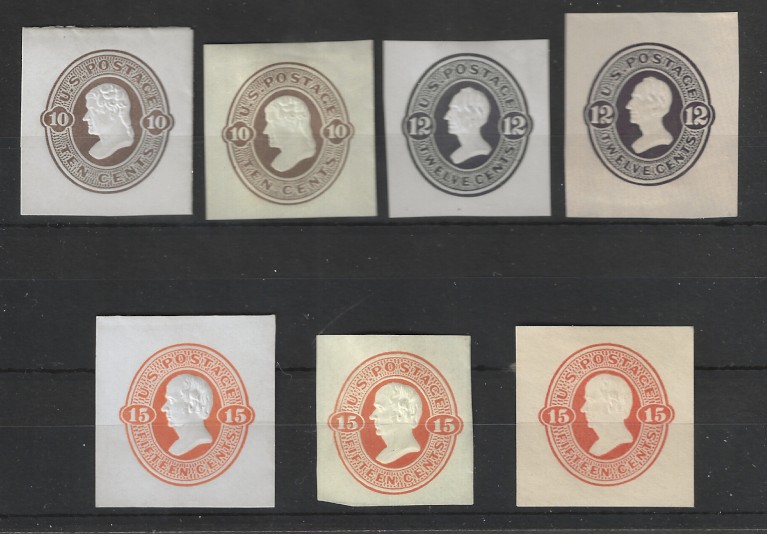 U.S. POSTAGE
10 10
TEN CENTS
U.S. POSTAGE
10 10
TEN CENTS
U.S. POSTAGE
12 12
TWELVE CENTS
U.S. POSTAGE
12 12
TWELVE CENTS
U.S. POSTAGE
15 15
FIFTEEN CENTS
U.S. POSTAGE
15 15
FIFTEEN CENTS
U.S. POSTAGE
15 15
FIFTEEN CENTS